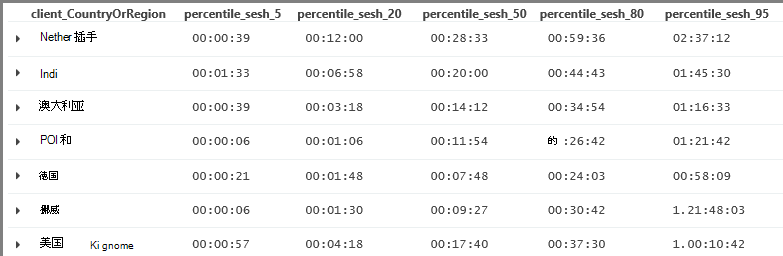 client_CountryOrRegion percentile_sesh_5 percentile_sesh_20 percentile_sesh_50 percentile_sesh_80 percentile_sesh_95
Nether 插手 00:00:39 00:12:00 00:28:33 00:59:36 02:37:12
Indi 00:01:33 00:06:58 00:20:00 00:44:43 01:45:30
澳大利亚 00:00:39 00:03:18 00:14:12 00:34:54 01:16:33
POI 和 00:00:06 00:01:06 00:11:54 的 :26:42 01:21:42
德国 00:00:21 00:01:48 00:07:48 00:24:03 00:58:09
挪威 00:00:06 00:01:30 00:09:27 00:30:42 1.21:48:03
美国 Ki gnome 00:00:57 00:04:18 00:17:40 00:37:30 1.00:10:42